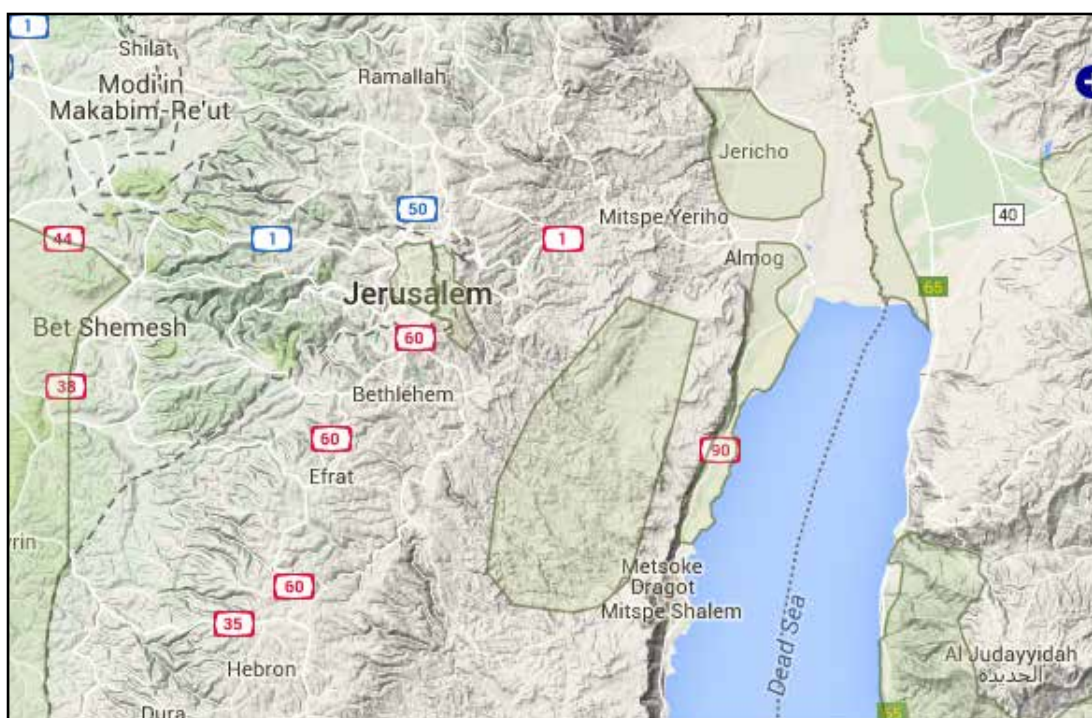 1
Shilat
Modi'in
Makabim-Re'ut
Ramallah
Jericho
50
44
1
1
Mitspe Yeriho
40
Almog
65
Jerusalem
Bet Shemesh
60
38
Bethlehem
60
90
Efrat
rin
Metsoke
Dragot
Mitspe Shalem
60
35
Dead Sea
Hebron
Al Judayyidah
الجديدة
Dura
55